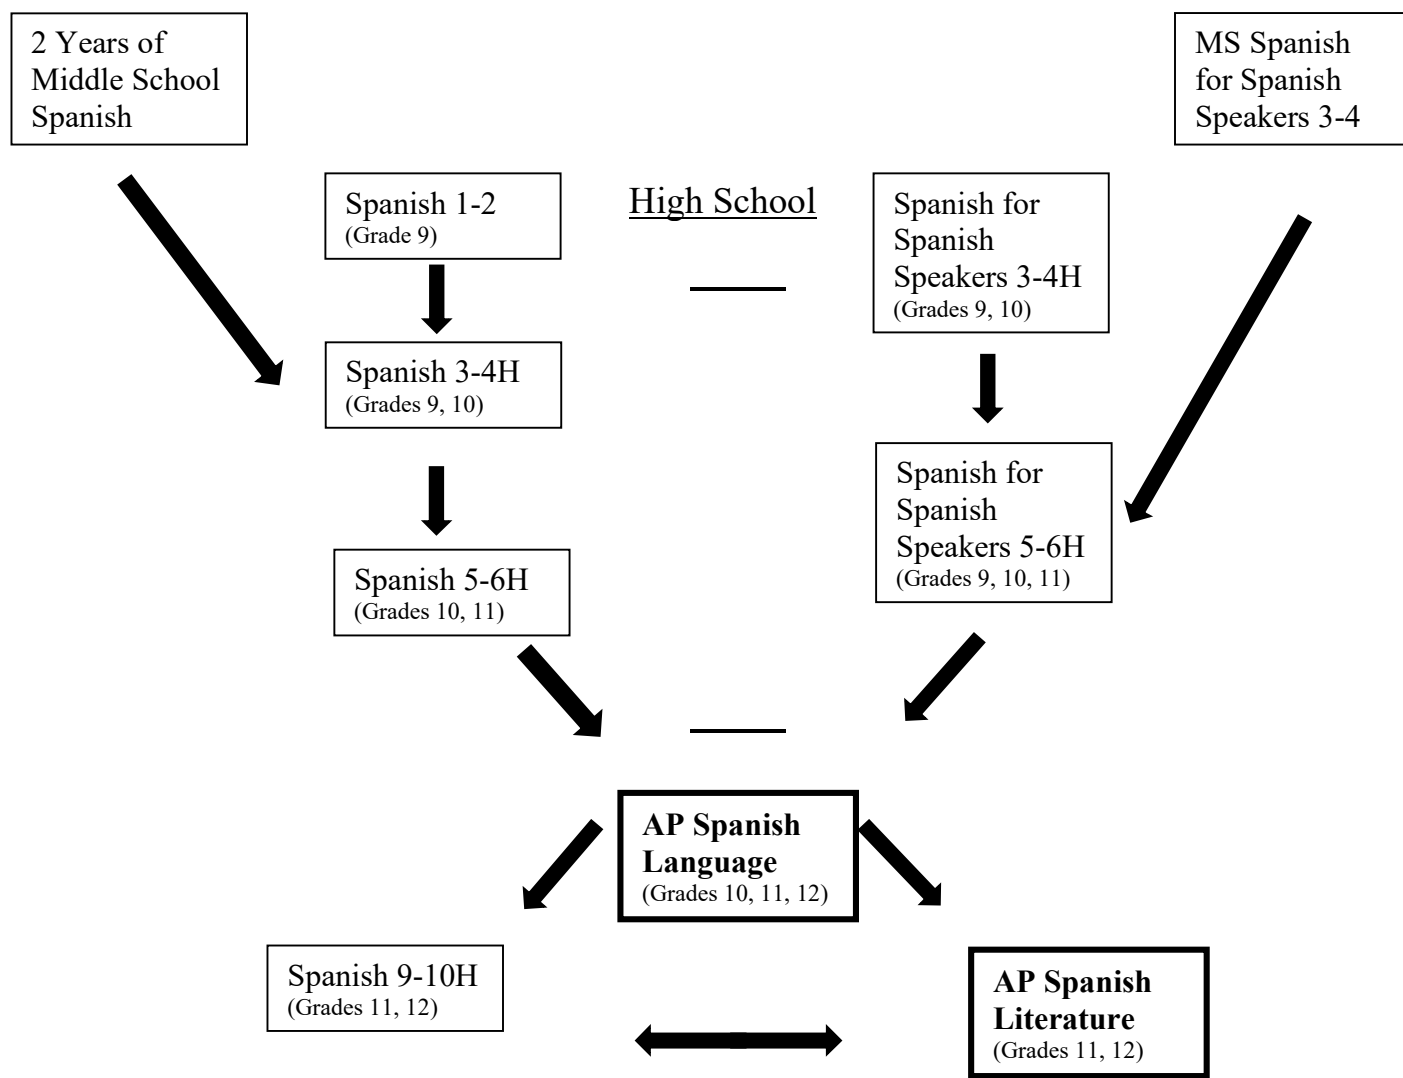 2 Years of
Middle School
Spanish
MS Spanish
for Spanish
Speakers 3-4
Spanish 1-2
(Grade 9)
High School
Spanish for
Spanish
Speakers 3-4H
(Grades 9, 10)
Spanish 3-4H
(Grades 9, 10)
Spanish for
Spanish
Speakers 5-6H
(Grades 9, 10, 11)
Spanish 5-6H
(Grades 10, 11)
AP Spanish
Language
(Grades 10, 11, 12)
Spanish 9-10H
(Grades 11, 12)
AP Spanish
Literature
(Grades 11, 12)